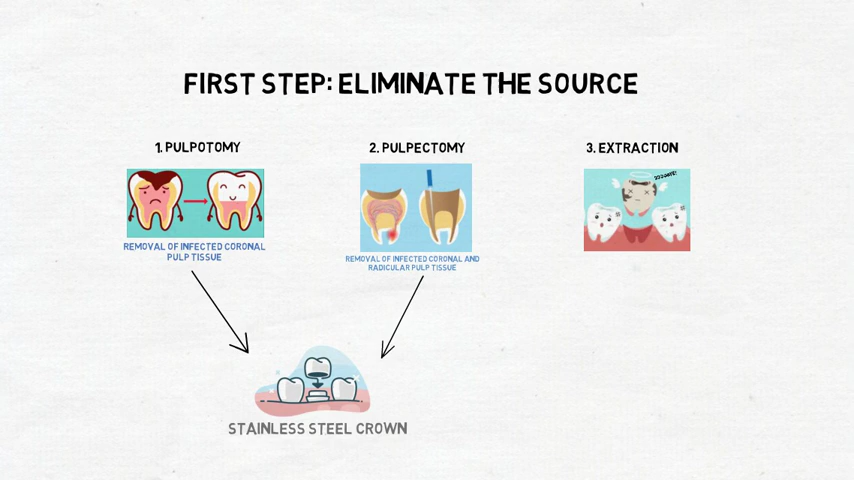 FIRST STEP: ELIMINATE THE SOURCE
1. PULPOTOMY
2. PULPECTOMY
3. EXTRACTION
REMOVAL OF INFECTED CORONAL
PULP TISSUE
REMOVAL OF INFECTED CORONAL AND
RADICULAR PULP TISSUE
STAINLESS STEEL CROWN